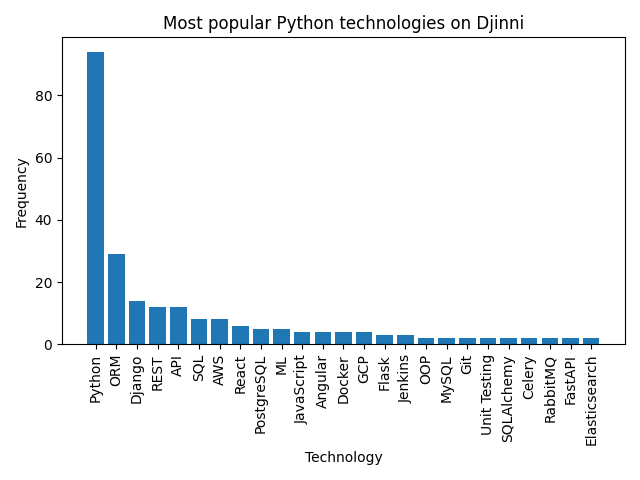 Most popular Python technologies on Djinni
Frequency
80
60
40
20
0
Python
ORM
Django
REST
API
SQL
AWS
React
PostgreSQL
ML
JavaScript
Angular
Docker
GCP
Flask
Jenkins
OOP
MySQL
Git
Unit Testing
SQLAlchemy
Celery
RabbitMQ
FastAPI
Elasticsearch
Technology